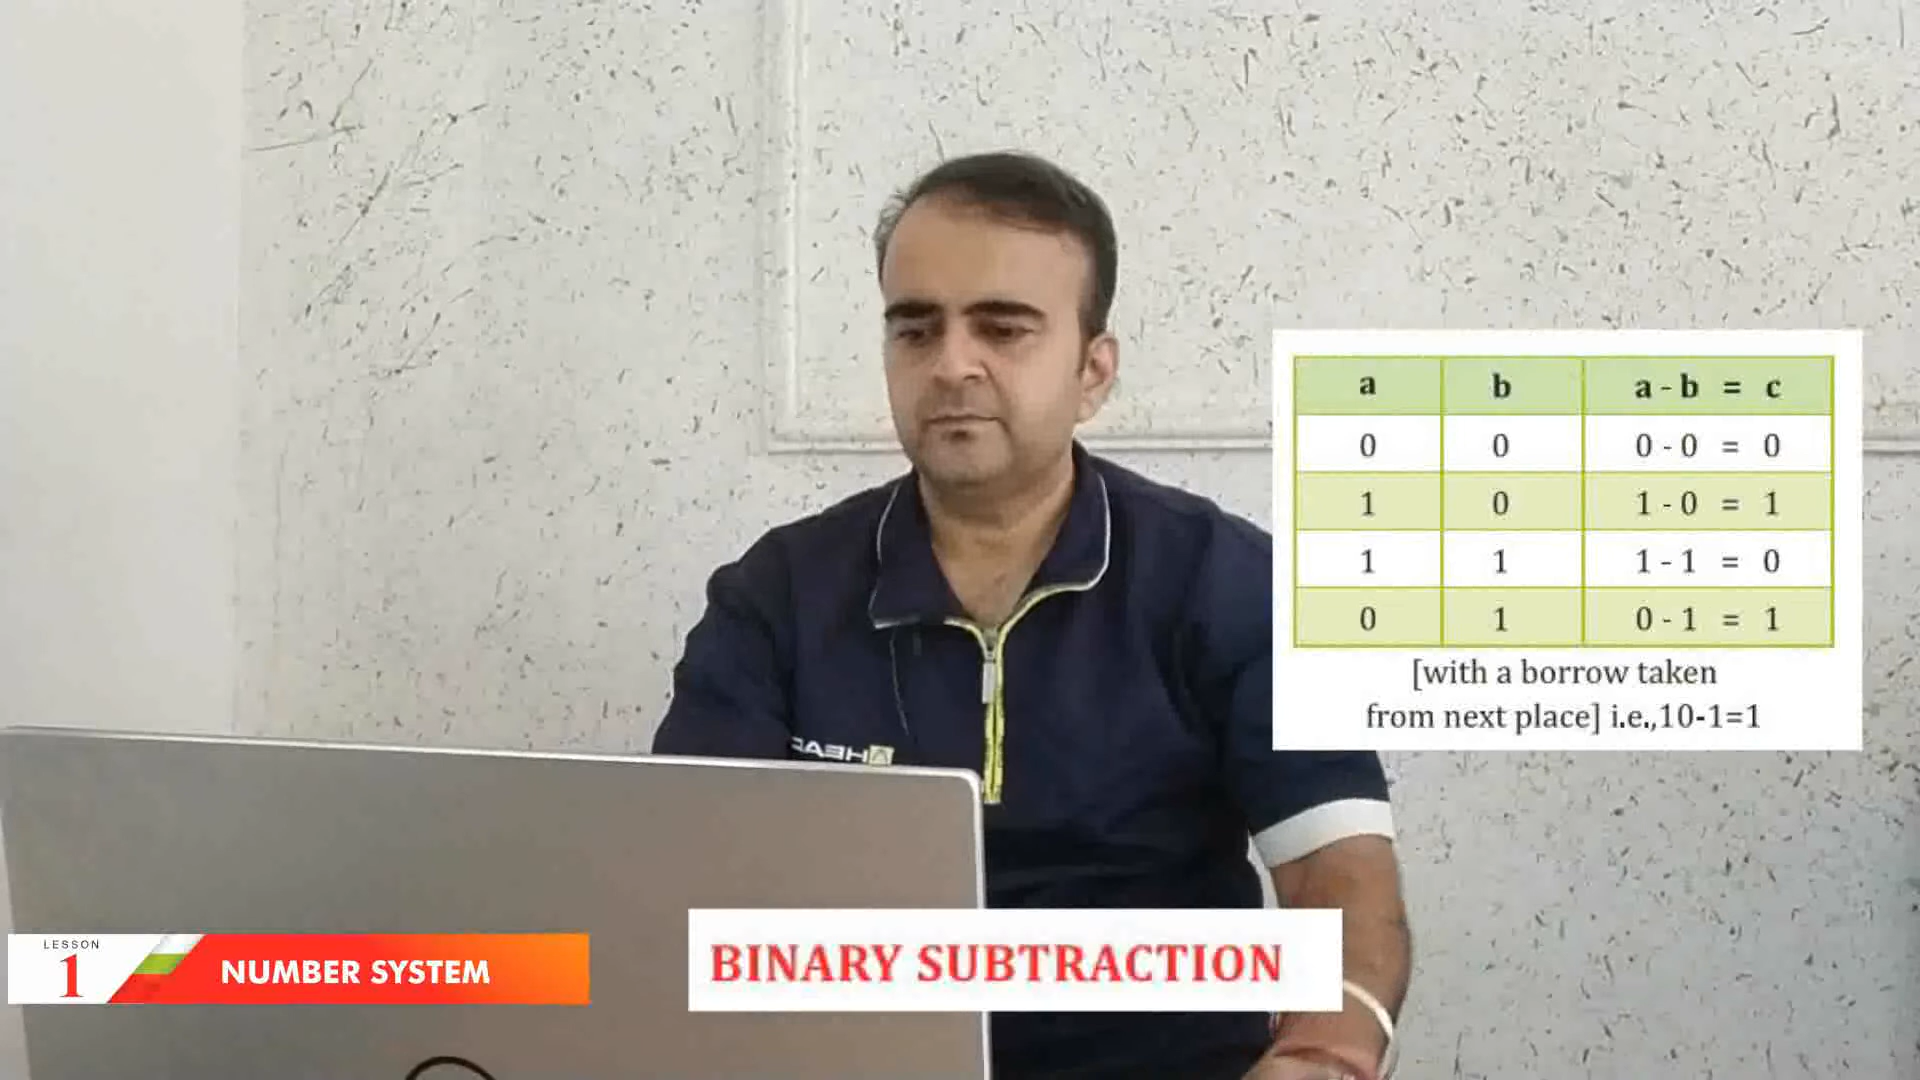 a b a - b = c
0 0 0 - 0 = 0
1 0 1 - 0 = 1
1 1 1 - 1 = 0
0 1 0 - 1 = 1
[with a borrow taken
from next place] i.e.,10-1=1
BINARY SUBTRACTION
LESSON
1
NUMBER SYSTEM
HEAD